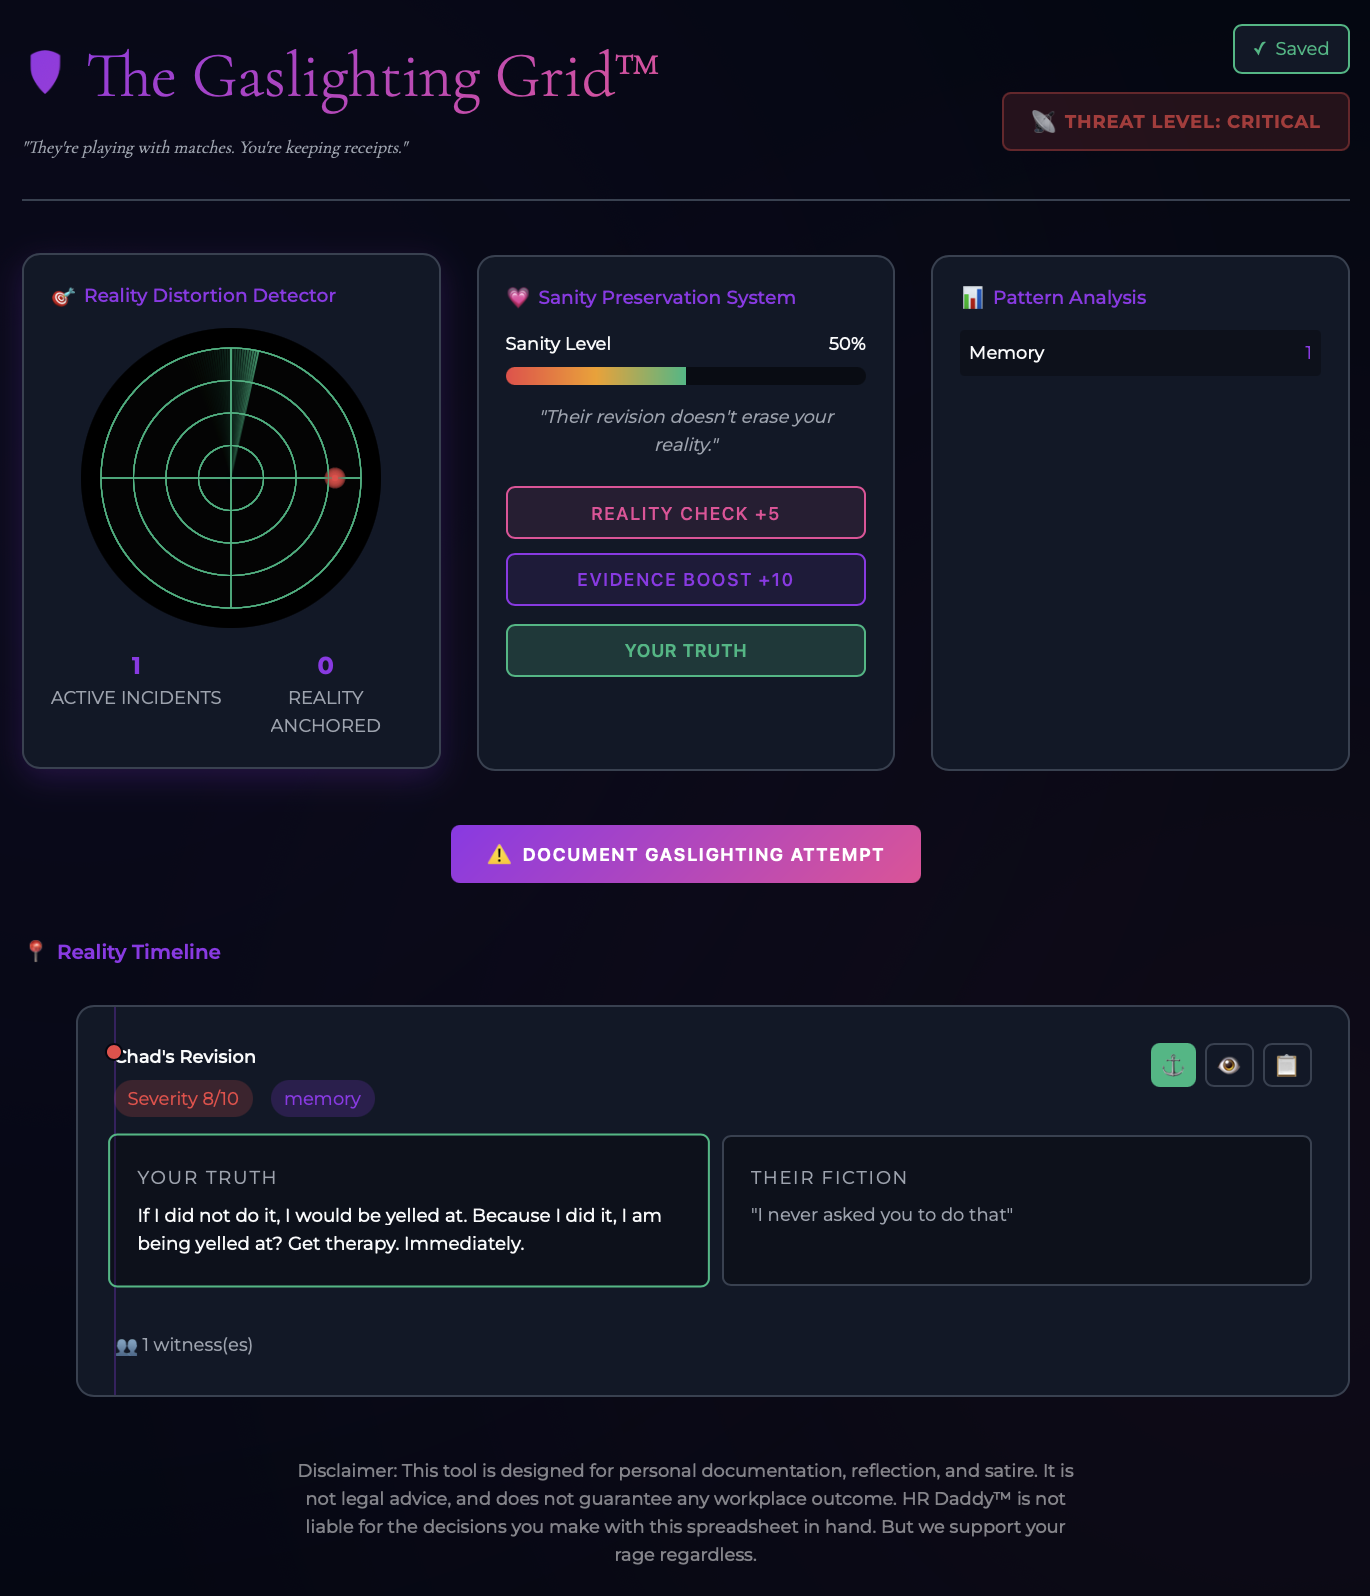 The Gaslighting Grid™
"They're playing with matches. You're keeping receipts."
✓ Saved
THREAT LEVEL: CRITICAL
Reality Distortion Detector
1
ACTIVE INCIDENTS
0
REALITY
ANCHORED
Sanity Preservation System
Sanity Level 50%
"Their revision doesn't erase your
reality."
REALITY CHECK +5
EVIDENCE BOOST +10
YOUR TRUTH
Pattern Analysis
Memory 1
DOCUMENT GASLIGHTING ATTEMPT
Reality Timeline
Chad's Revision
Severity 8/10 memory
YOUR TRUTH
If I did not do it, I would be yelled at. Because I did it, I am
being yelled at? Get therapy. Immediately.
THEIR FICTION
"I never asked you to do that"
1 witness(es)
Disclaimer: This tool is designed for personal documentation, reflection, and satire. It is
not legal advice, and does not guarantee any workplace outcome. HR Daddy™ is not
liable for the decisions you make with this spreadsheet in hand. But we support your
rage regardless.